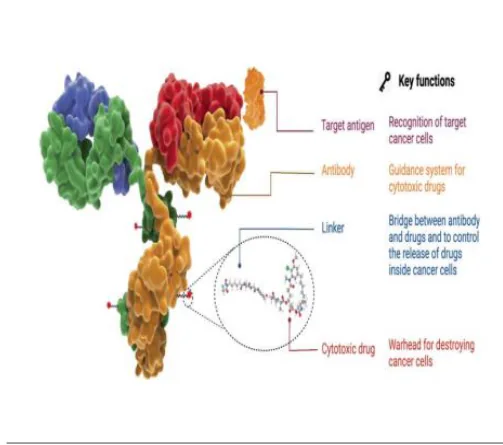 Key functions
Target antigen
Recognition of target
cancer cells
Antibody
Guidance system for
cytotoxic drugs
Linker
Bridge between antibody
and drugs and to control
the release of drugs
inside cancer cells
Cytotoxic drug
Warhead for destroying
cancer cells